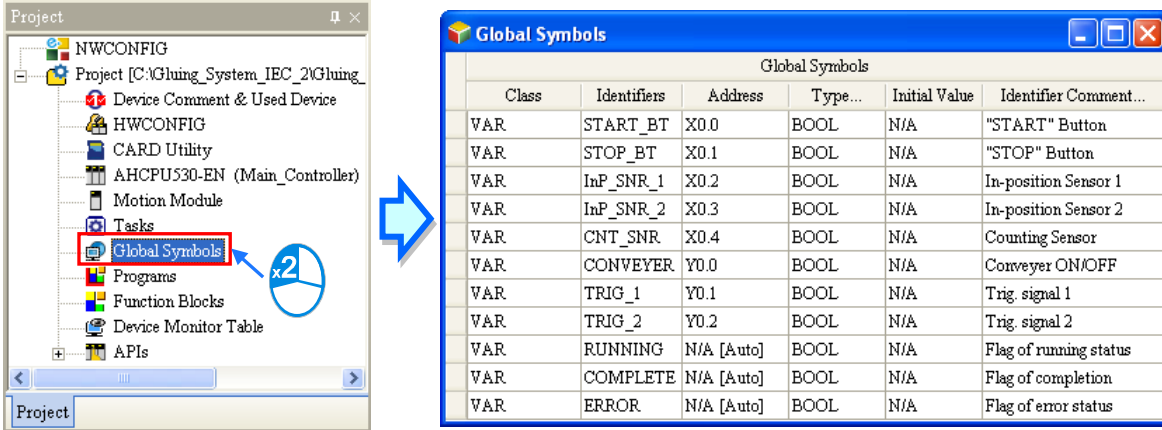 Project
NWCONFIG
Project [C:\Gluing_System_IEC_2\Gluing_
Device Comment & Used Device
HWCONFIG
CARD Utility
AHCPU530-EN (Main_Controller)
Motion Module
Tasks
Global Symbols
Programs
Function Blocks
Device Monitor Table
APIs
Project
x2
Global Symbols
Global Symbols
Class Identifiers Address Type... Initial Value Identifier Comment...
VAR START_BT X0.0 BOOL N/A "START" Button
VAR STOP_BT X0.1 BOOL N/A "STOP" Button
VAR InP_SNR_1 X0.2 BOOL N/A In-position Sensor 1
VAR InP_SNR_2 X0.3 BOOL N/A In-position Sensor 2
VAR CNT_SNR X0.4 BOOL N/A Counting Sensor
VAR CONVEYER Y0.0 BOOL N/A Conveyer ON/OFF
VAR TRIG_1 Y0.1 BOOL N/A Trig. signal 1
VAR TRIG_2 Y0.2 BOOL N/A Trig. signal 2
VAR RUNNING N/A [Auto] BOOL N/A Flag of running status
VAR COMPLETE N/A [Auto] BOOL N/A Flag of completion
VAR ERROR N/A [Auto] BOOL N/A Flag of error status